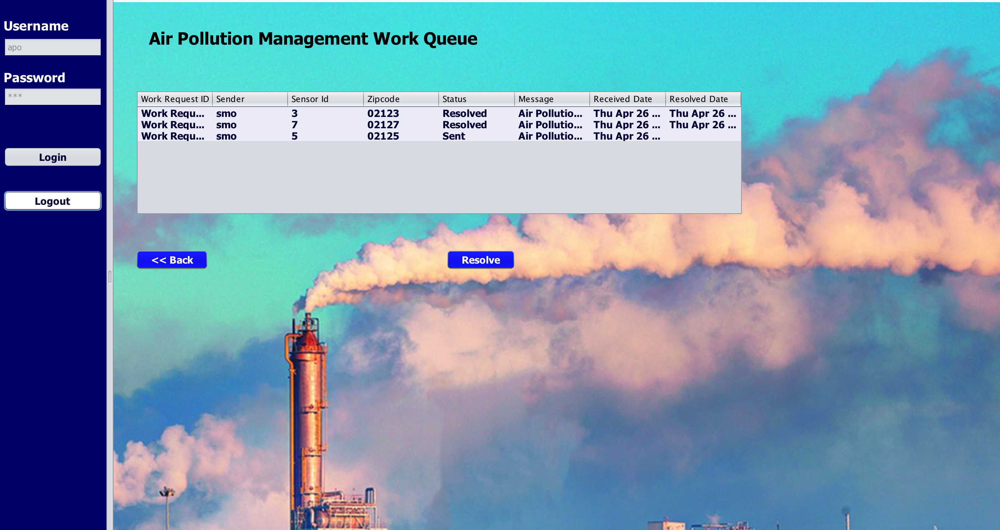 Username
apo
Password
***
Login
Logout
Air Pollution Management Work Queue
Work Request ID Sender Sensor Id Zipcode Status Message Received Date Resolved Date
Work Requ... smo 3 02123 Resolved Air Pollutio... Thu Apr 26 ... Thu Apr 26 ...
Work Requ... smo 7 02127 Resolved Air Pollutio... Thu Apr 26 ... Thu Apr 26 ...
Work Requ... smo 5 02125 Sent Air Pollutio... Thu Apr 26 ...
<< Back Resolve